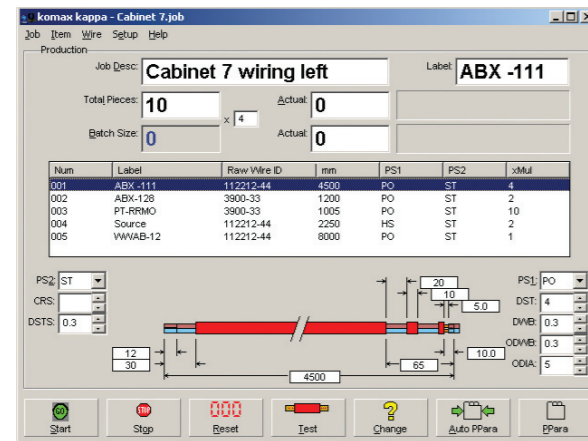 komax kappa - Cabinet 7.job
Job Item Wire Setup Help
Production
Job Desc: Cabinet 7 wiring left Label: ABX -111
Total Pieces: 10 x 4 Actual: 0
Batch Size: 0 Actual: 0
Num Label Raw Wire ID mm PS1 PS2 xMul
001 ABX -111 112212-44 4500 PO ST 4
002 ABX-128 3900-33 1200 PO ST 2
003 PT-RRMO 3900-33 1005 PO ST 10
004 Source 112212-44 2250 HS ST 2
005 VWVAB-12 112212-44 8000 PO ST 1
PS2: ST 20 PS1: PO
CRS: 10 DST: 4
5.0
DSTS: 0.3 DWB: 0.3
ODWB: 0.3
12 10.0
30 65 ODIA: 5
4500
GO STOP 000 ?
Start Stop Reset Test Change Auto PPara PPara